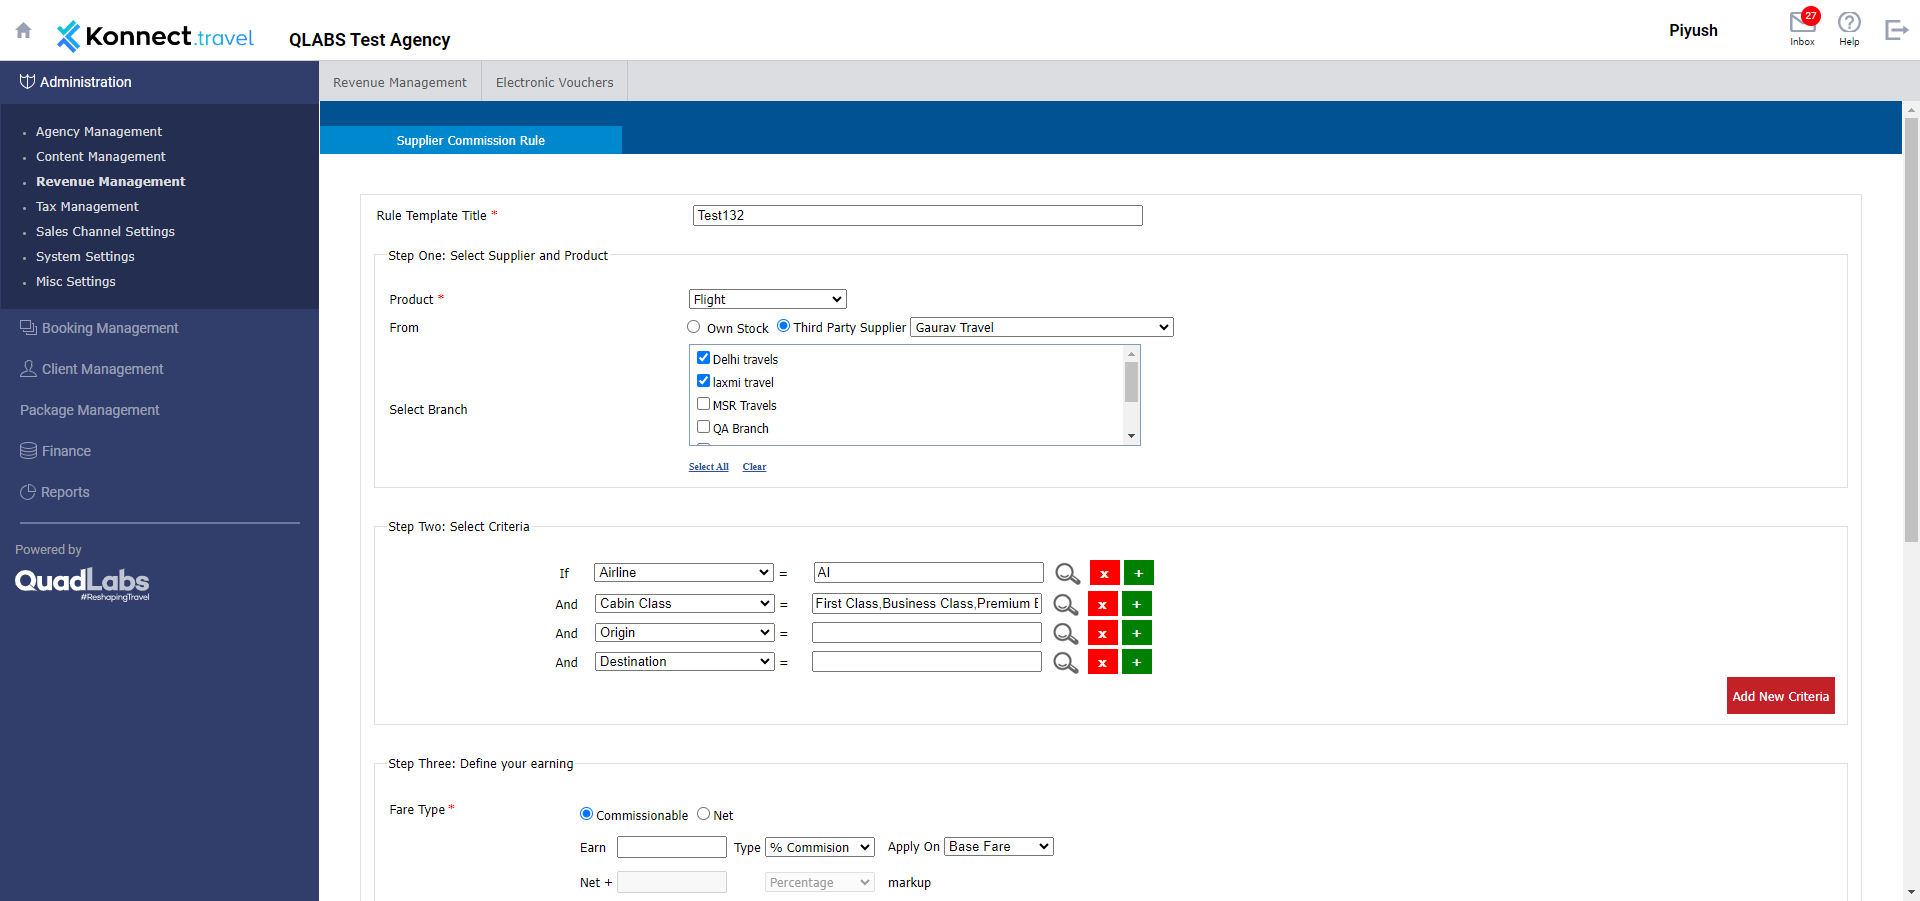 Konnect.travel
QLABS Test Agency
Piyush
27
Inbox
Help
Administration
Agency Management
Content Management
Revenue Management
Tax Management
Sales Channel Settings
System Settings
Misc Settings
Booking Management
Client Management
Package Management
Finance
Reports
Powered by
QuadLabs
#ReshapingTravel
Revenue Management
Electronic Vouchers
Supplier Commission Rule
Rule Template Title *
Test132
Step One: Select Supplier and Product
Product *
Flight
From
Own Stock Third Party Supplier Gaurav Travel
Select Branch
Delhi travels
laxmi travel
MSR Travels
QA Branch
Select All Clear
Step Two: Select Criteria
If Airline = AI x +
And Cabin Class = First Class,Business Class,Premium E x +
And Origin = x +
And Destination = x +
Add New Criteria
Step Three: Define your earning
Fare Type *
Commissionable Net
Earn Type % Commision Apply On Base Fare
Net + Percentage markup